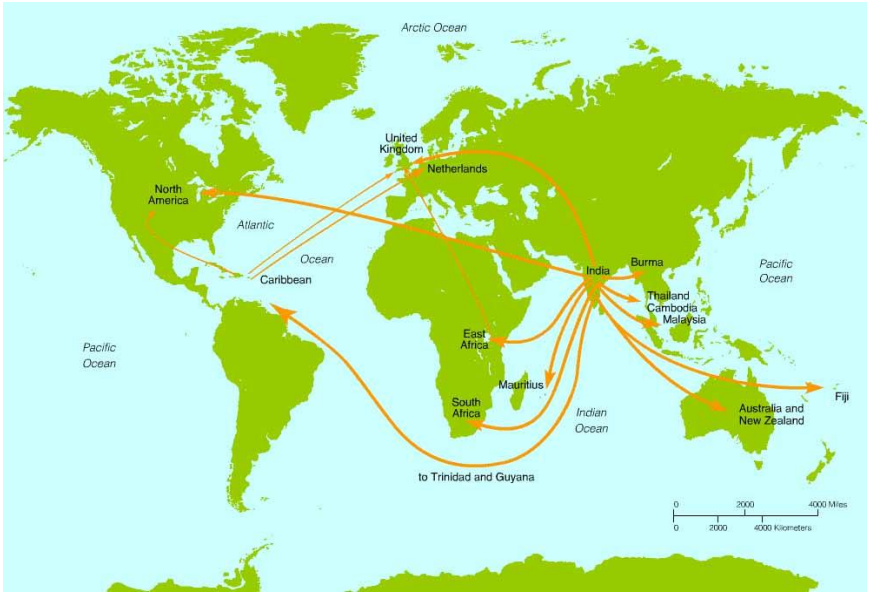 Arctic Ocean
United
Kingdom
Netherlands
North
America
Atlantic
Ocean
Caribbean
India
Burma
Pacific
Ocean
Thailand
Cambodia
Malaysia
East
Africa
Pacific
Ocean
Mauritius
South
Africa
Indian
Ocean
Fiji
Australia and
New Zealand
to Trinidad and Guyana
0 2000 4000 Miles
0 2000 4000 Kilometers